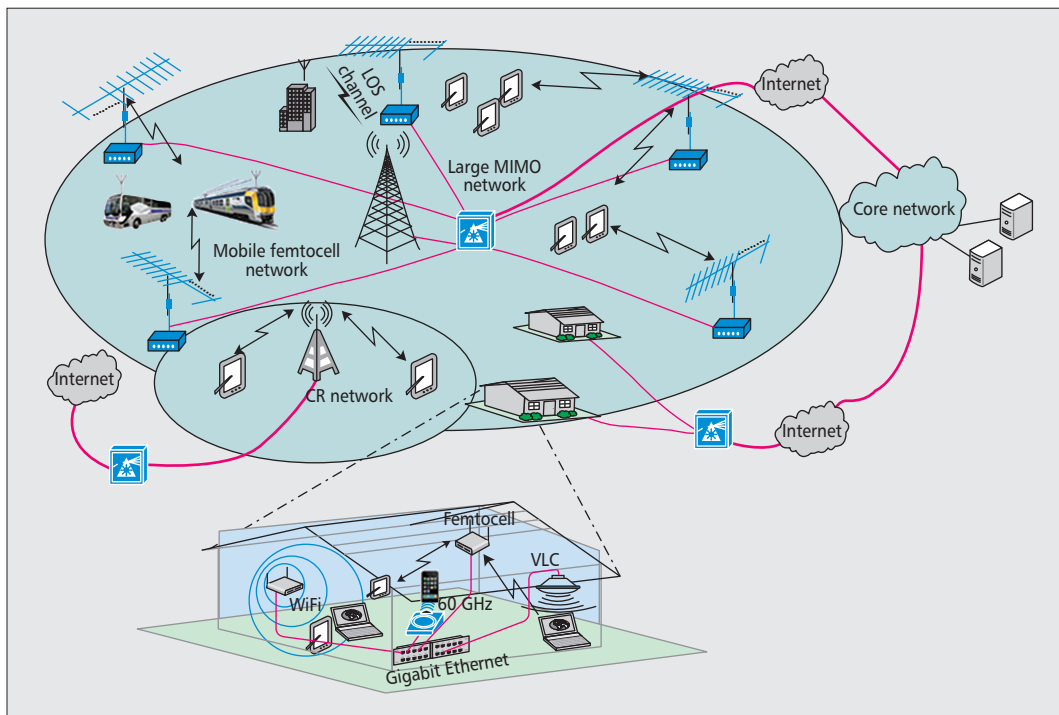 LOS
channel
Internet
Large MIMO
network
Core network
Mobile femtocell
network
Internet
CR network
Internet
Femtocell
VLC
WiFi
60 GHz
Gigabit Ethernet